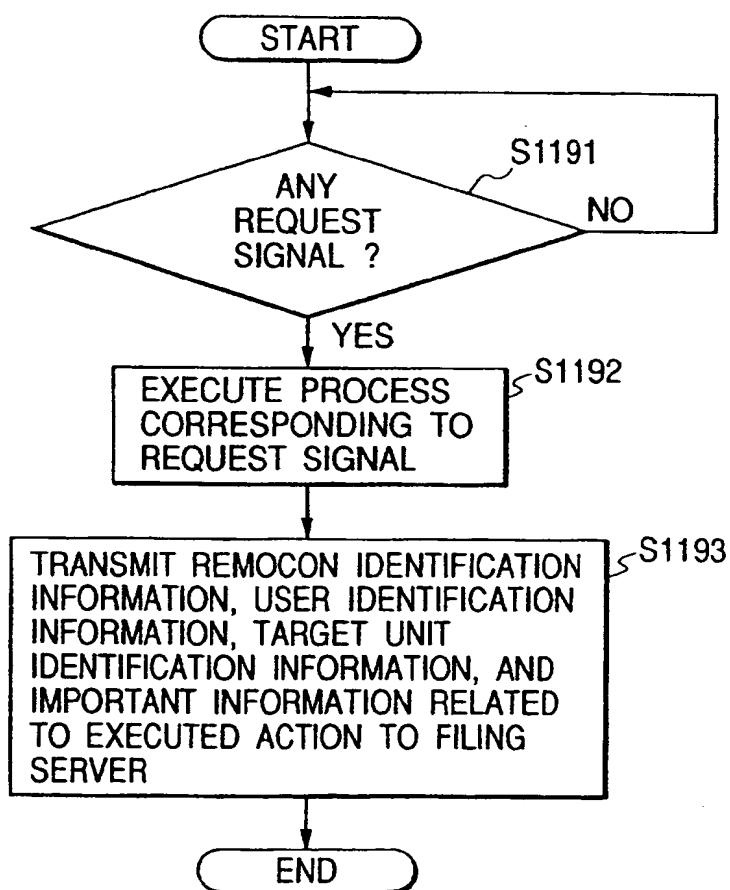 START
S1191
ANY
REQUEST
SIGNAL ?
NO
YES
S1192
EXECUTE PROCESS
CORRESPONDING TO
REQUEST SIGNAL
S1193
TRANSMIT REMOCON IDENTIFICATION
INFORMATION, USER IDENTIFICATION
INFORMATION, TARGET UNIT
IDENTIFICATION INFORMATION, AND
IMPORTANT INFORMATION RELATED
TO EXECUTED ACTION TO FILING
SERVER
END